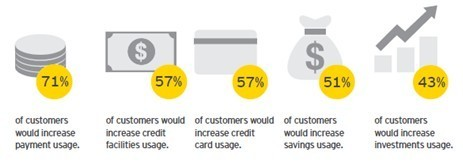 $
$
71%
57%
57%
51%
43%
of customers
would increase
payment usage.
of customers would
increase credit
facilities usage.
of customers would
increase credit
card usage.
of customers would
increase
savings usage.
of customers
would increase
investments usage.